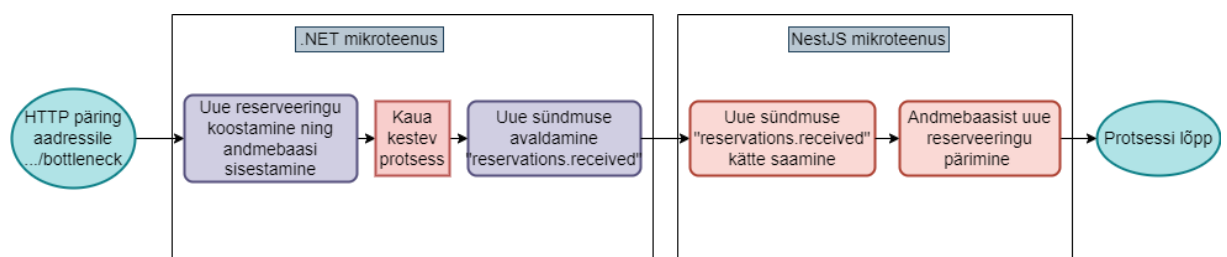 .NET mikroteenus
NestJS mikroteenus
HTTP päring
aadressile
.../bottleneck
Uue reserveeringu
koostamine ning
andmebaasi
sisestamine
Kaua
kestev
protsess
Uue sündmuse
avaldamine
"reservations.received"
Uue sündmuse
"reservations.received"
kätte saamine
Andmebaasist uue
reserveeringu
pärimine
Protsessi lõpp